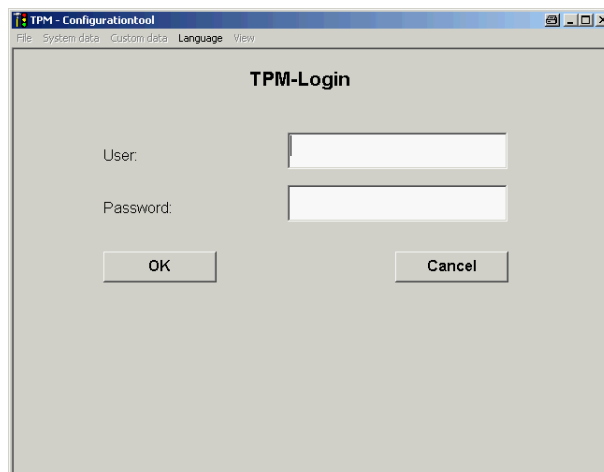 TPM - Configurationtool
File System data Custom data Language View
TPM-Login
User:
Password:
OK Cancel